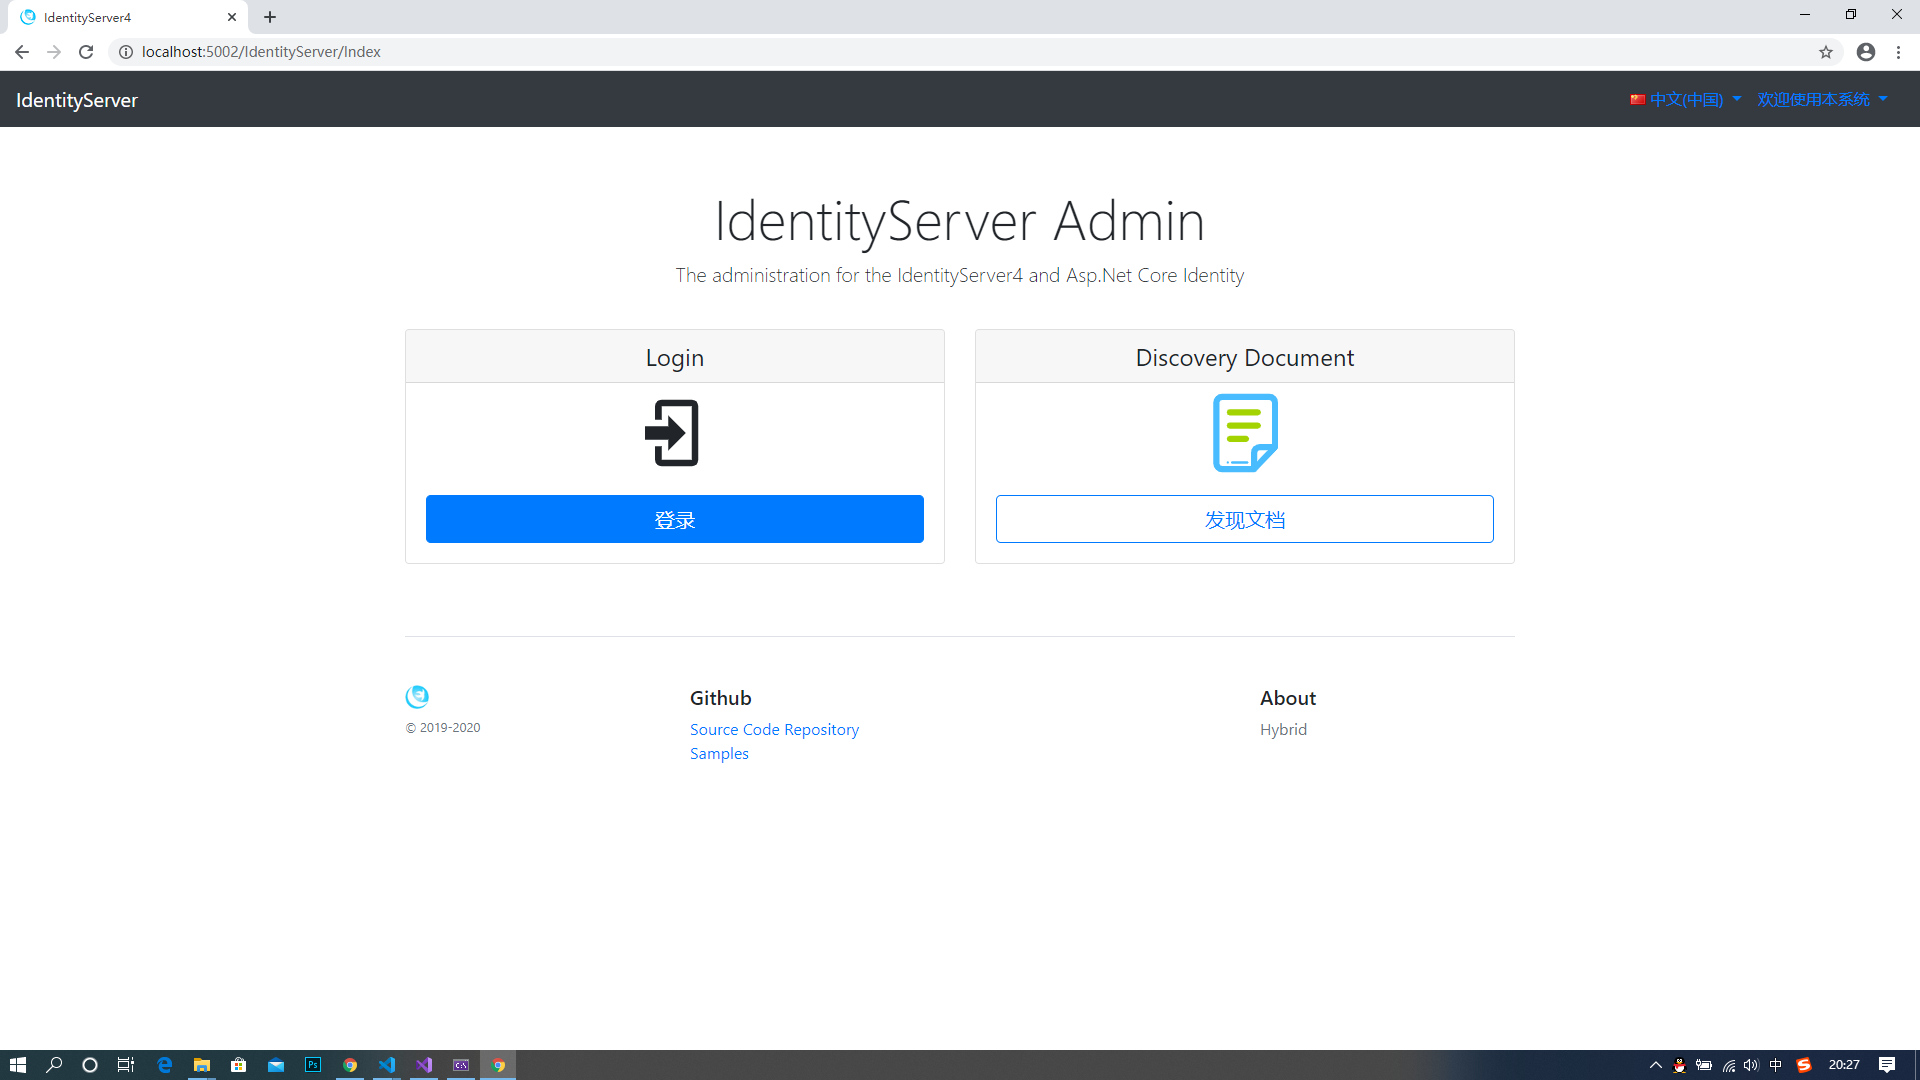 IdentityServer4
localhost:5002/IdentityServer/Index
IdentityServer
中文(中国)
欢迎使用本系统
IdentityServer Admin
The administration for the IdentityServer4 and Asp.Net Core Identity
Login
登录
Discovery Document
发现文档
© 2019-2020
Github
Source Code Repository
Samples
About
Hybrid
Ps
C:\
中
S
20:27